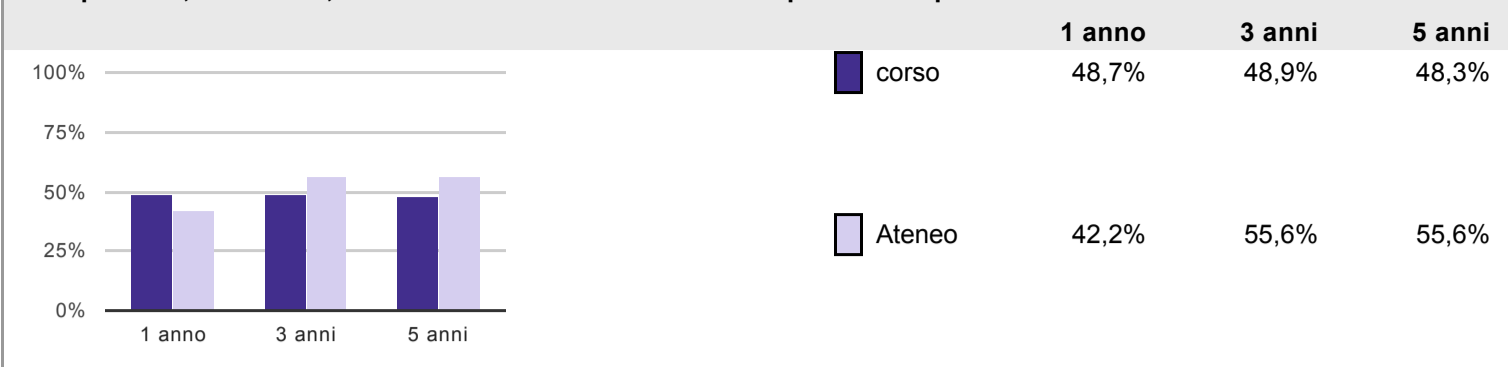 1 anno 3 anni 5 anni
100%
75%
50%
25%
0%
1 anno 3 anni 5 anni
corso 48,7% 48,9% 48,3%
Ateneo 42,2% 55,6% 55,6%